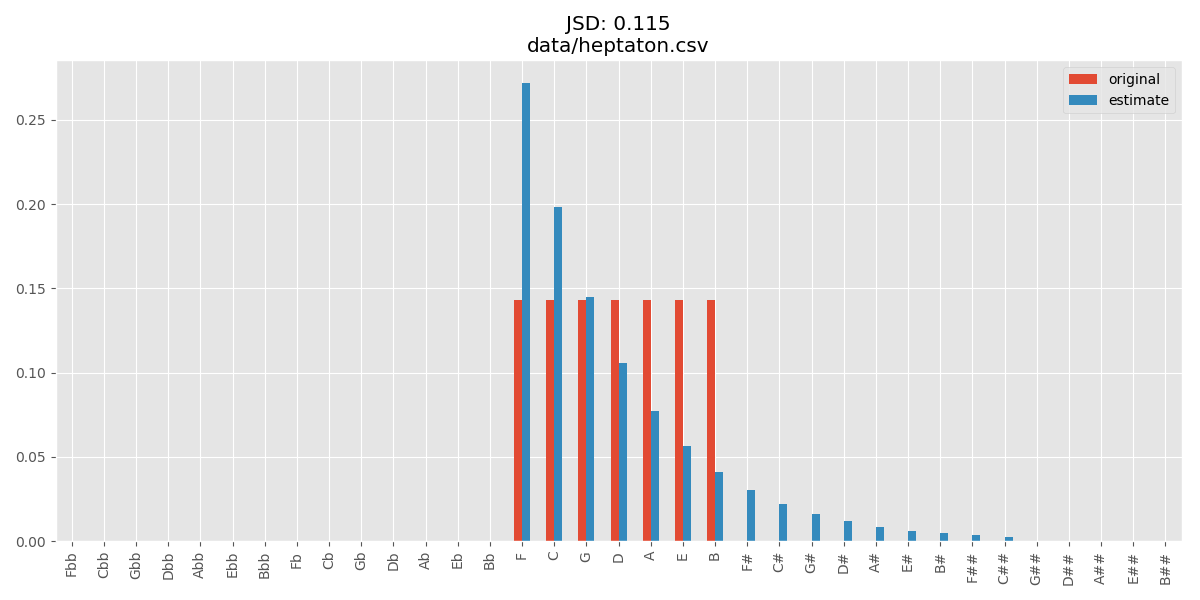 JSD: 0.115
data/heptaton.csv
original
estimate
0.25
0.20
0.15
0.10
0.05
0.00
Fbb Cbb Gbb Dbb Abb Ebb Bbb Fb Cb Gb Db Ab Eb Bb F C G D A E B F# C# G# D# A# E# B# F## C## G## D## A## E## B##